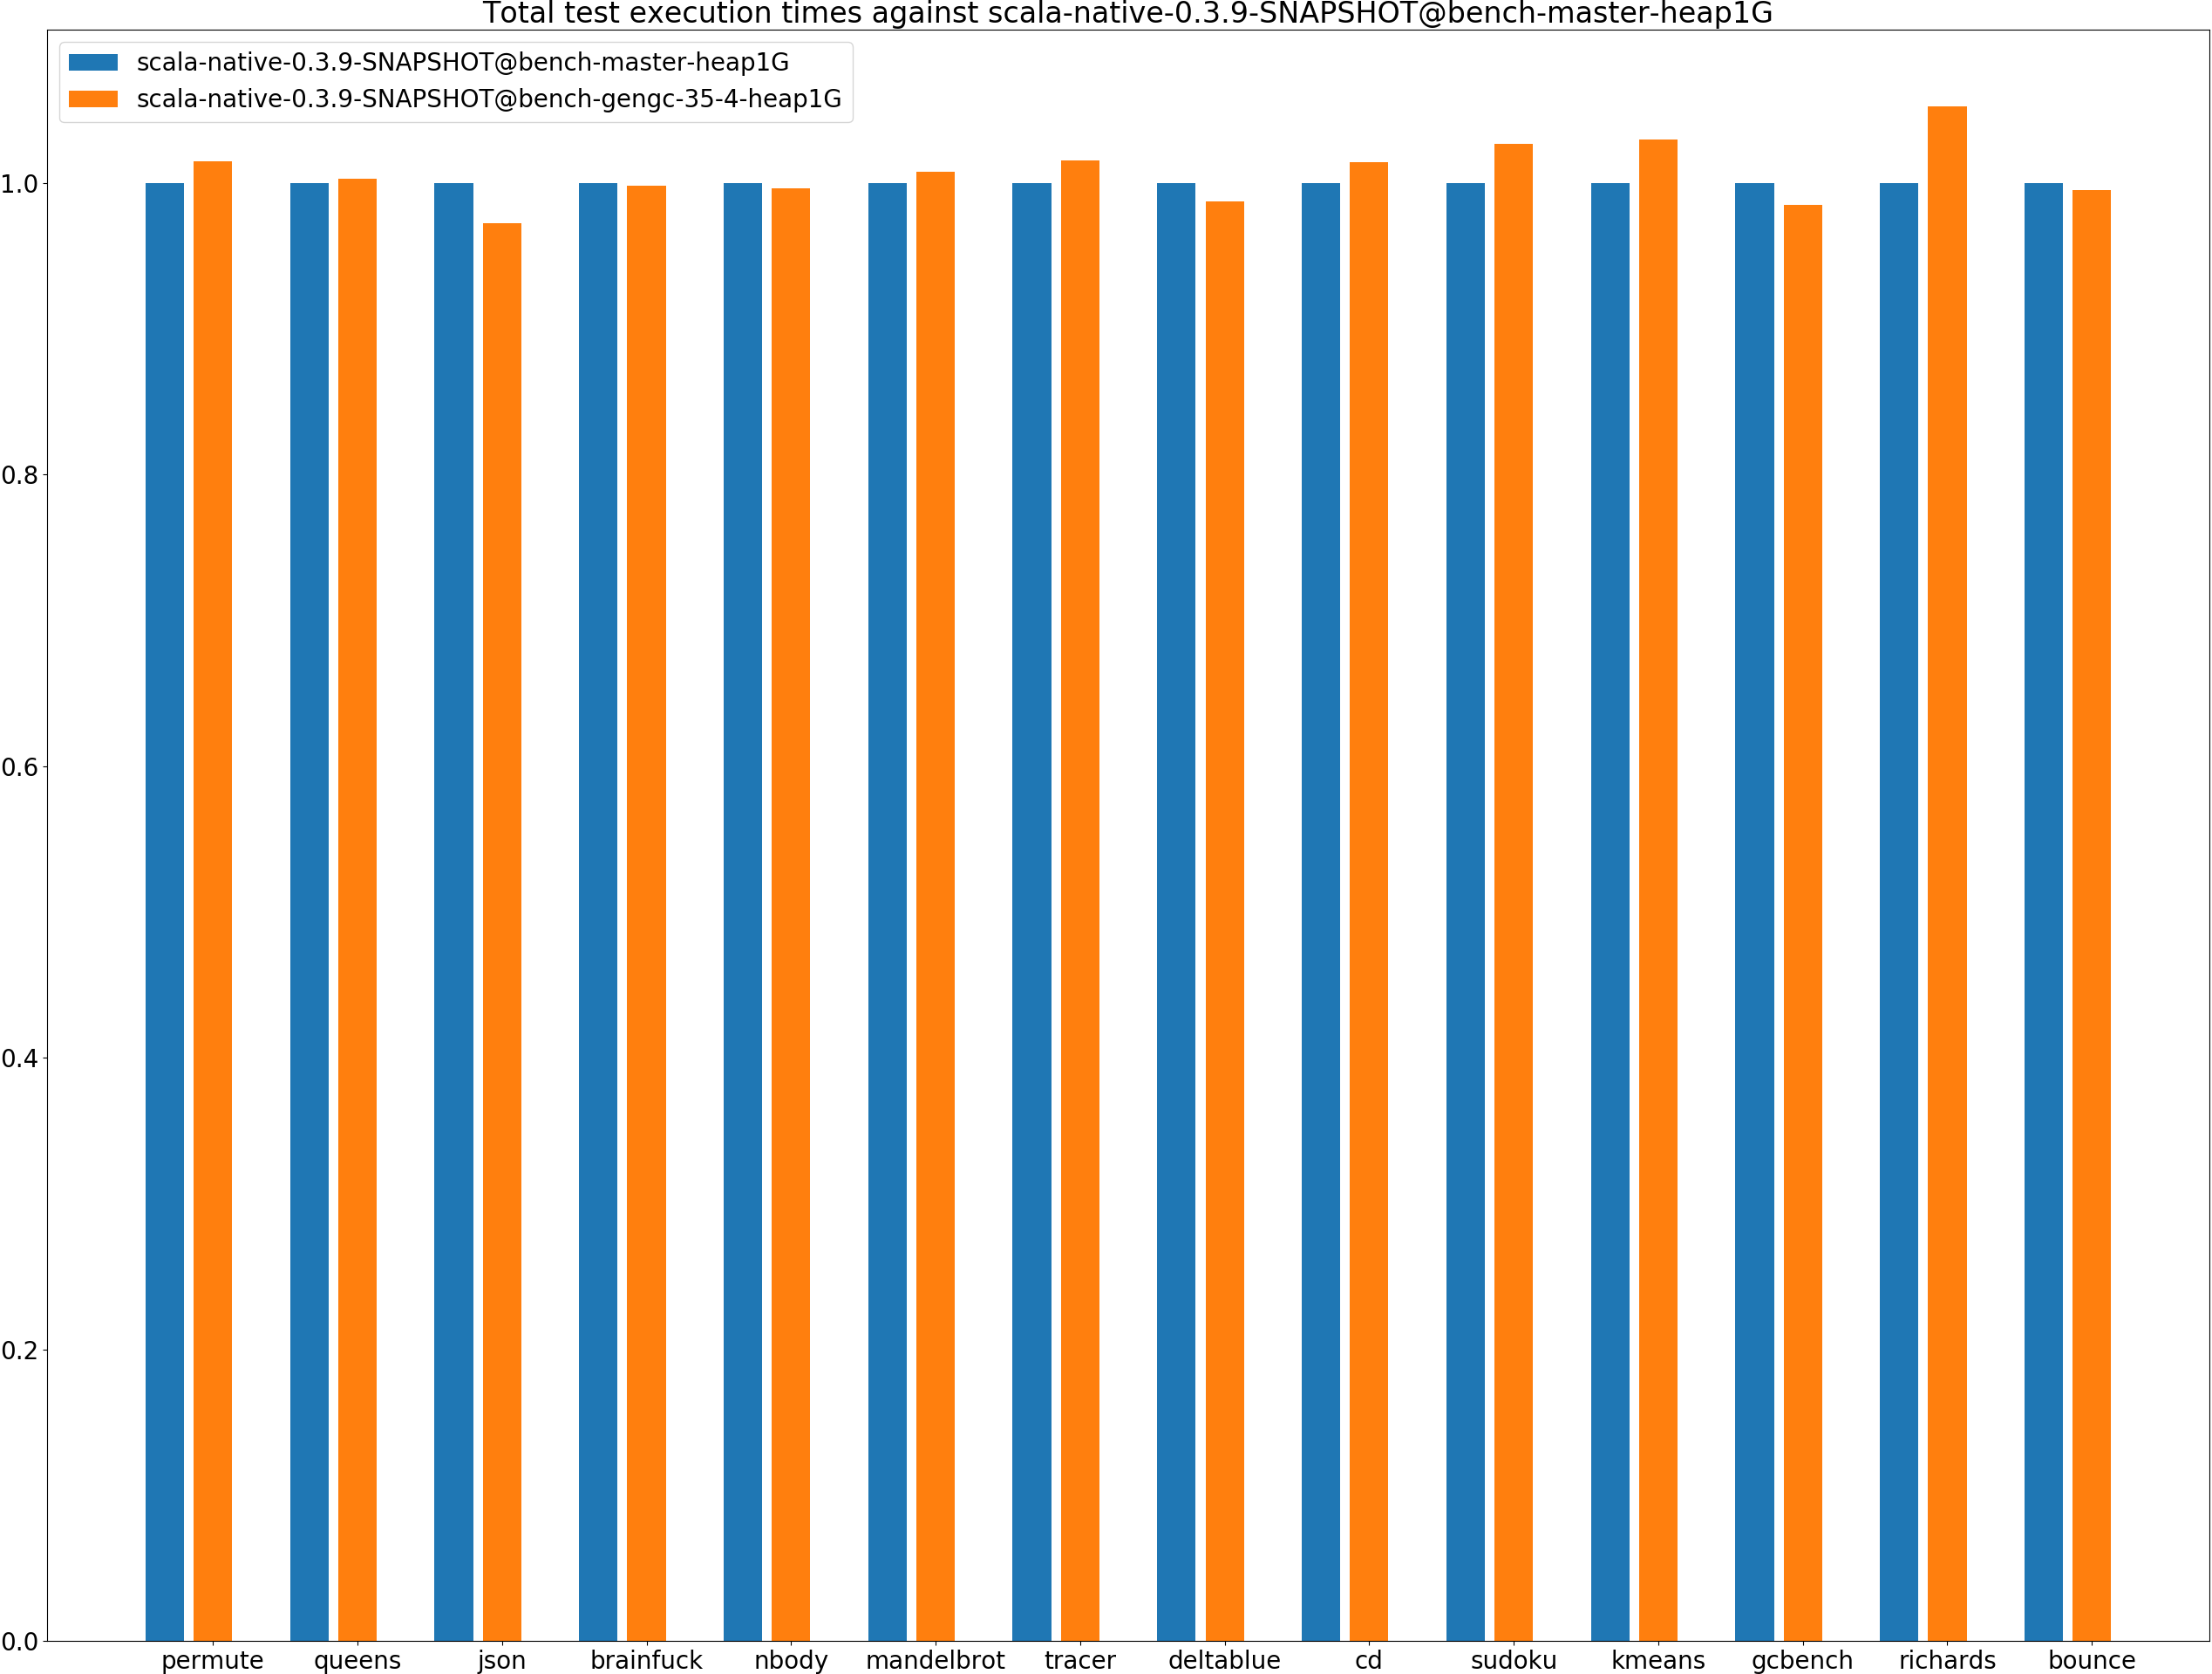 Total test execution times against scala-native-0.3.9-SNAPSHOT@bench-master-heap1G
scala-native-0.3.9-SNAPSHOT@bench-master-heap1G
scala-native-0.3.9-SNAPSHOT@bench-gengc-35-4-heap1G
1.0
0.8
0.6
0.4
0.2
0.0
permute queens json brainfuck nbody mandelbrot tracer deltablue cd sudoku kmeans gcbench richards bounce